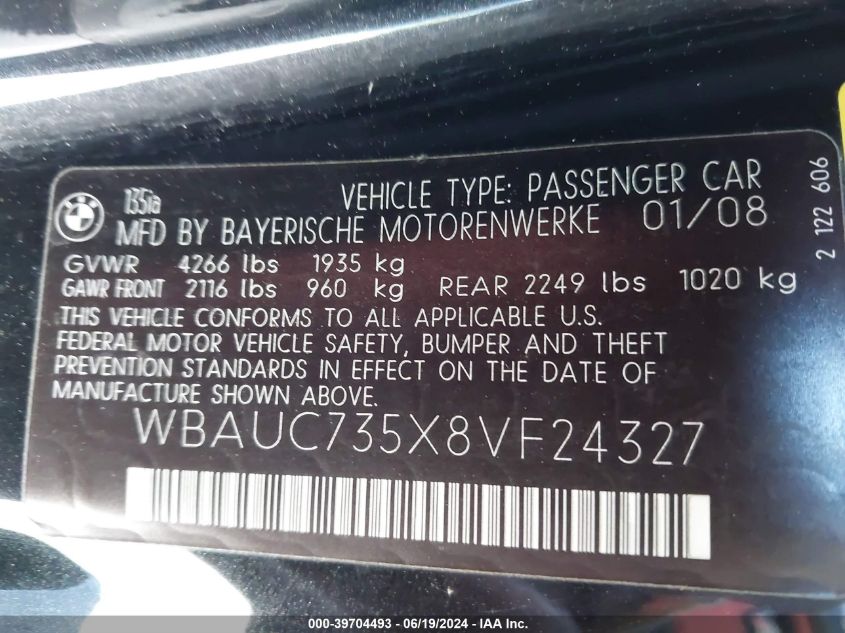 135ia VEHICLE TYPE: PASSENGER CAR
MFD BY BAYERISCHE MOTORENWERKE 01/08
GVWR 4266 lbs 1935 kg
GAWR FRONT 2116 lbs 960 kg REAR 2249 lbs 1020 kg
THIS VEHICLE CONFORMS TO ALL APPLICABLE U.S.
FEDERAL MOTOR VEHICLE SAFETY, BUMPER AND THEFT
PREVENTION STANDARDS IN EFFECT ON THE DATE OF
MANUFACTURE SHOWN ABOVE.
WBAUC735X8VF24327
2 122 606
BMW
000-39704493 - 06/19/2024 - IAA Inc.